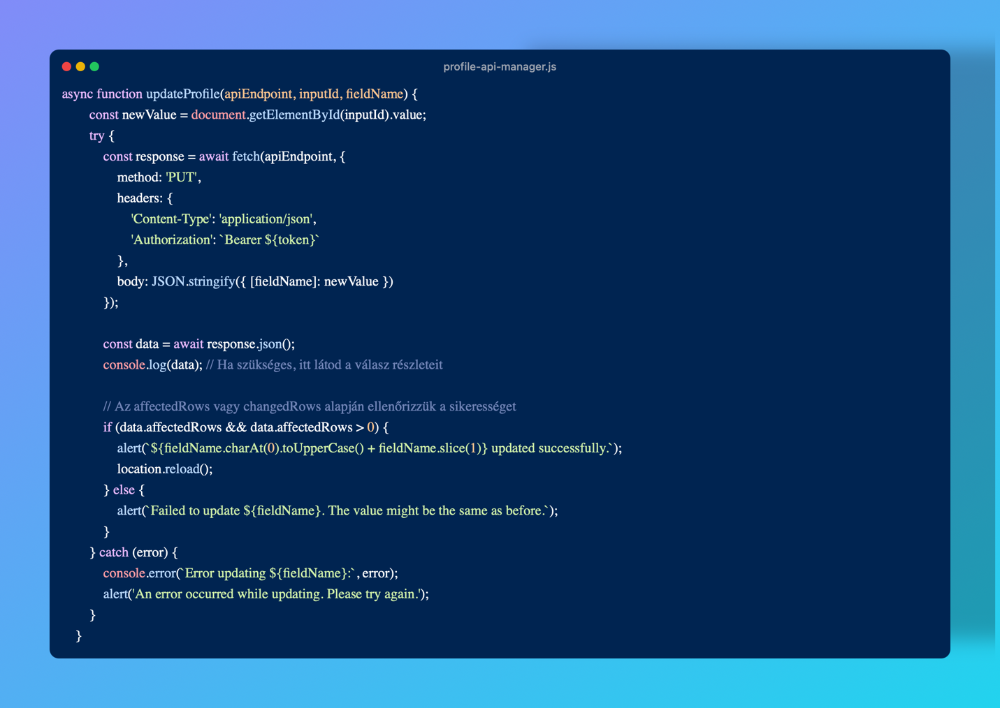 profile-api-manager.js
async function updateProfile(apiEndpoint, inputId, fieldName) {
const newValue = document.getElementById(inputId).value;
try {
const response = await fetch(apiEndpoint, {
method: 'PUT',
headers: {
'Content-Type': 'application/json',
'Authorization': `Bearer ${token}`
},
body: JSON.stringify({ [fieldName]: newValue })
});
const data = await response.json();
console.log(data); // Ha szükséges, itt látod a válasz részleteit
// Az affectedRows vagy changedRows alapján ellenőrizzük a sikerességet
if (data.affectedRows && data.affectedRows > 0) {
alert(`${fieldName.charAt(0).toUpperCase() + fieldName.slice(1)} updated successfully.`);
location.reload();
} else {
alert(`Failed to update ${fieldName}. The value might be the same as before.`);
}
} catch (error) {
console.error(`Error updating ${fieldName}:`, error);
alert('An error occurred while updating. Please try again.');
}
}